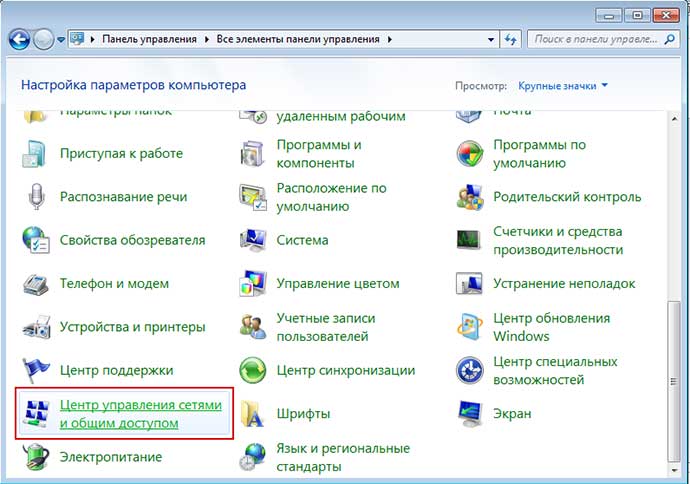 Панель управления
Все элементы панели управления
Поиск в панели управле...
Настройка параметров компьютера
Просмотр: Крупные значки
Параметры папок
удаленным рабочим
Почта
Приступая к работе
Программы и
компоненты
Программы по
умолчанию
Распознавание речи
Расположение по
умолчанию
Родительский контроль
Свойства обозревателя
Система
Счетчики и средства
производительности
Телефон и модем
Управление цветом
Устранение неполадок
Устройства и принтеры
Учетные записи
пользователей
Центр обновления
Windows
Центр поддержки
Центр синхронизации
Центр специальных
возможностей
Центр управления сетями
и общим доступом
Шрифты
Экран
Электропитание
Язык и региональные
стандарты